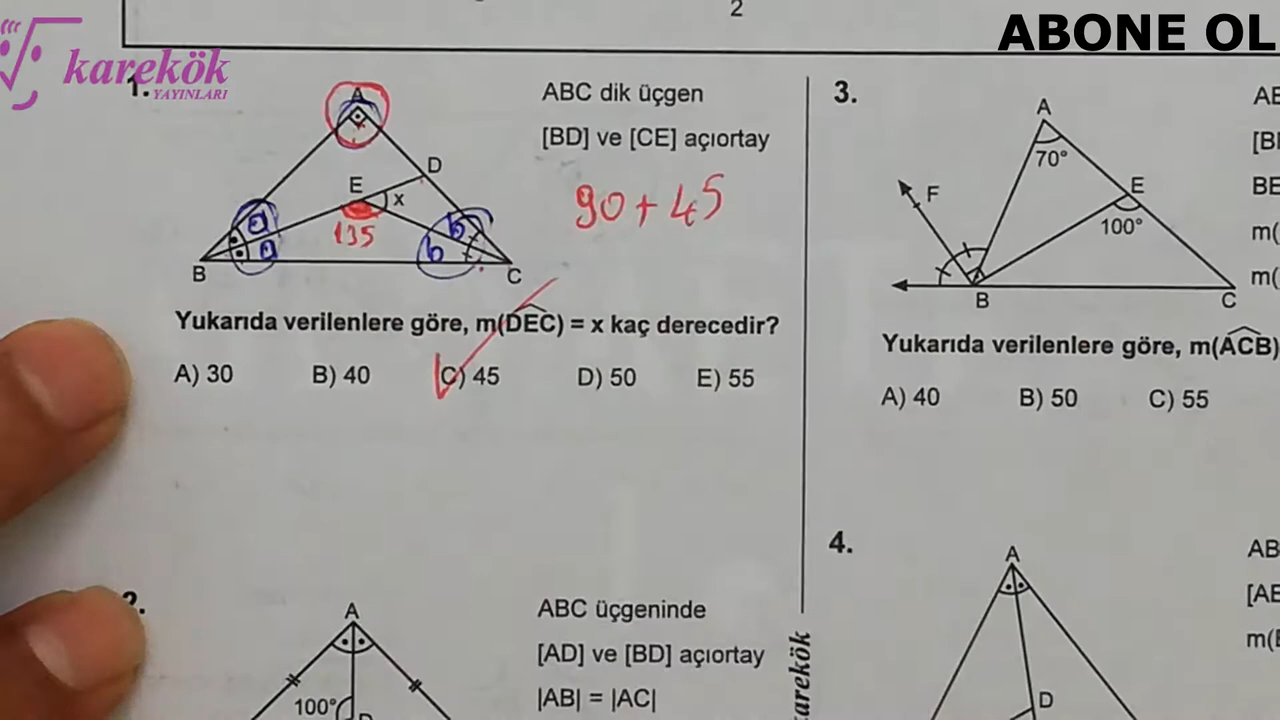 2
ABONE OL
karekök
YAYINLARI
1.
A
D
E
x
a
a
b
b
135
B
C
ABC dik üçgen
[BD] ve [CE] açıortay
90 + 45
Yukarıda verilenlere göre, m(DEC) = x kaç derecedir?
A) 30 B) 40 C) 45 D) 50 E) 55
2.
A
100°
D
ABC üçgeninde
[AD] ve [BD] açıortay
|AB| = |AC|
karekök
3.
A
70°
F
E
100°
B
C
BE
m(
m(
Yukarıda verilenlere göre, m(ACB)
A) 40 B) 50 C) 55
4.
A
D
AB